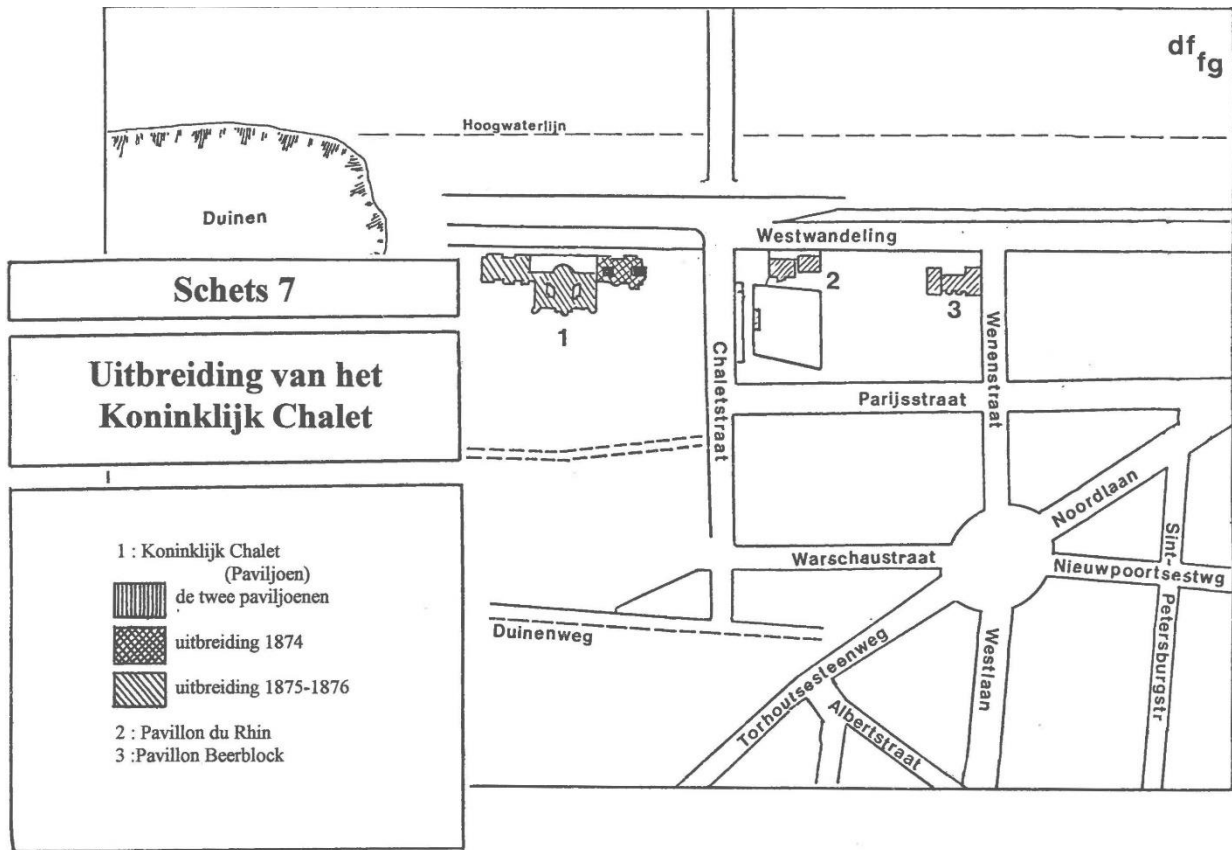 df
fg
Hoogwaterlijn
Duinen
Westwandeling
Schets 7
Uitbreiding van het
Koninklijk Chalet
1
2
3
Chaletstraat
Wenenstraat
Parijsstraat
Noordlaan
Warschaustraat
Nieuwpoortsestwg
Sint-Petersburgstr
Duinenweg
Torhoutsesteenweg
Albertstraat
Westlaan
1 : Koninklijk Chalet
(Paviljoen)
de twee paviljoenen
uitbreiding 1874
uitbreiding 1875-1876
2 : Pavillon du Rhin
3 :Pavillon Beerblock